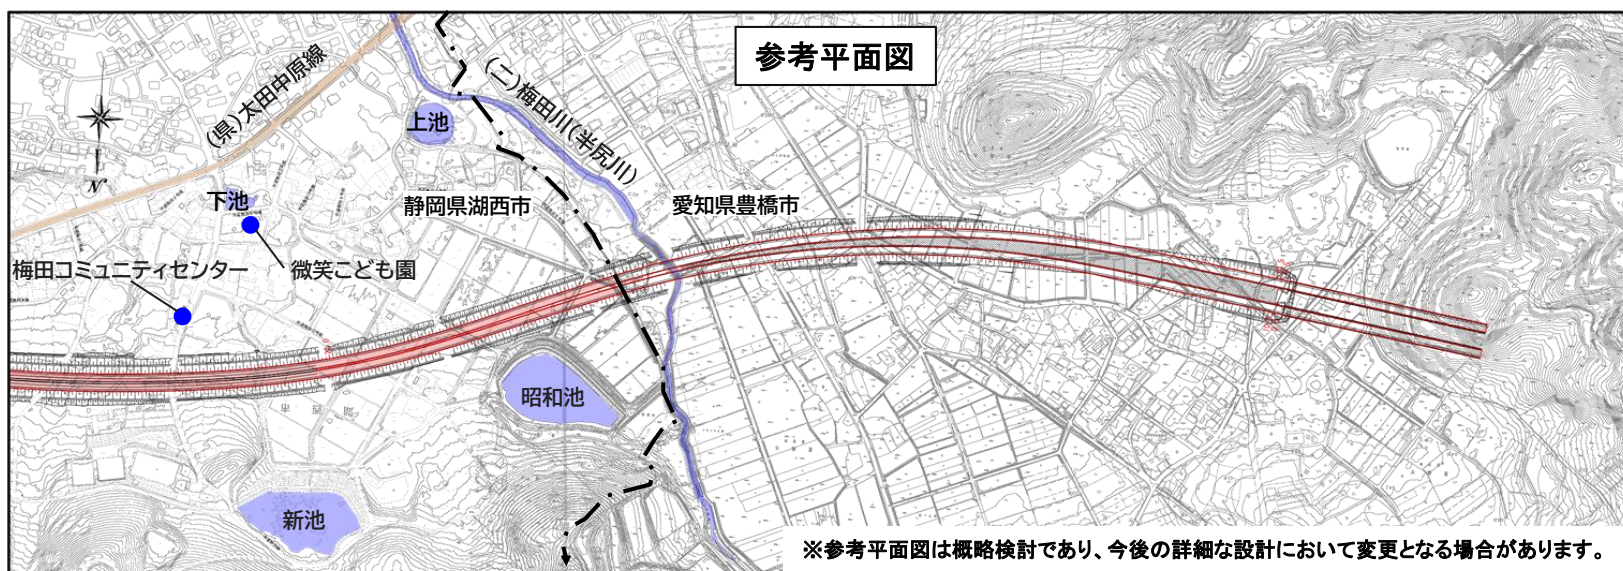 参考平面図
(県)太田中原線
(二)梅田川(半尻川)
上池
N
下池
静岡県湖西市
愛知県豊橋市
梅田コミュニティセンター
微笑こども園
昭和池
新池
※参考平面図は概略検討であり、今後の詳細な設計において変更となる場合があります。